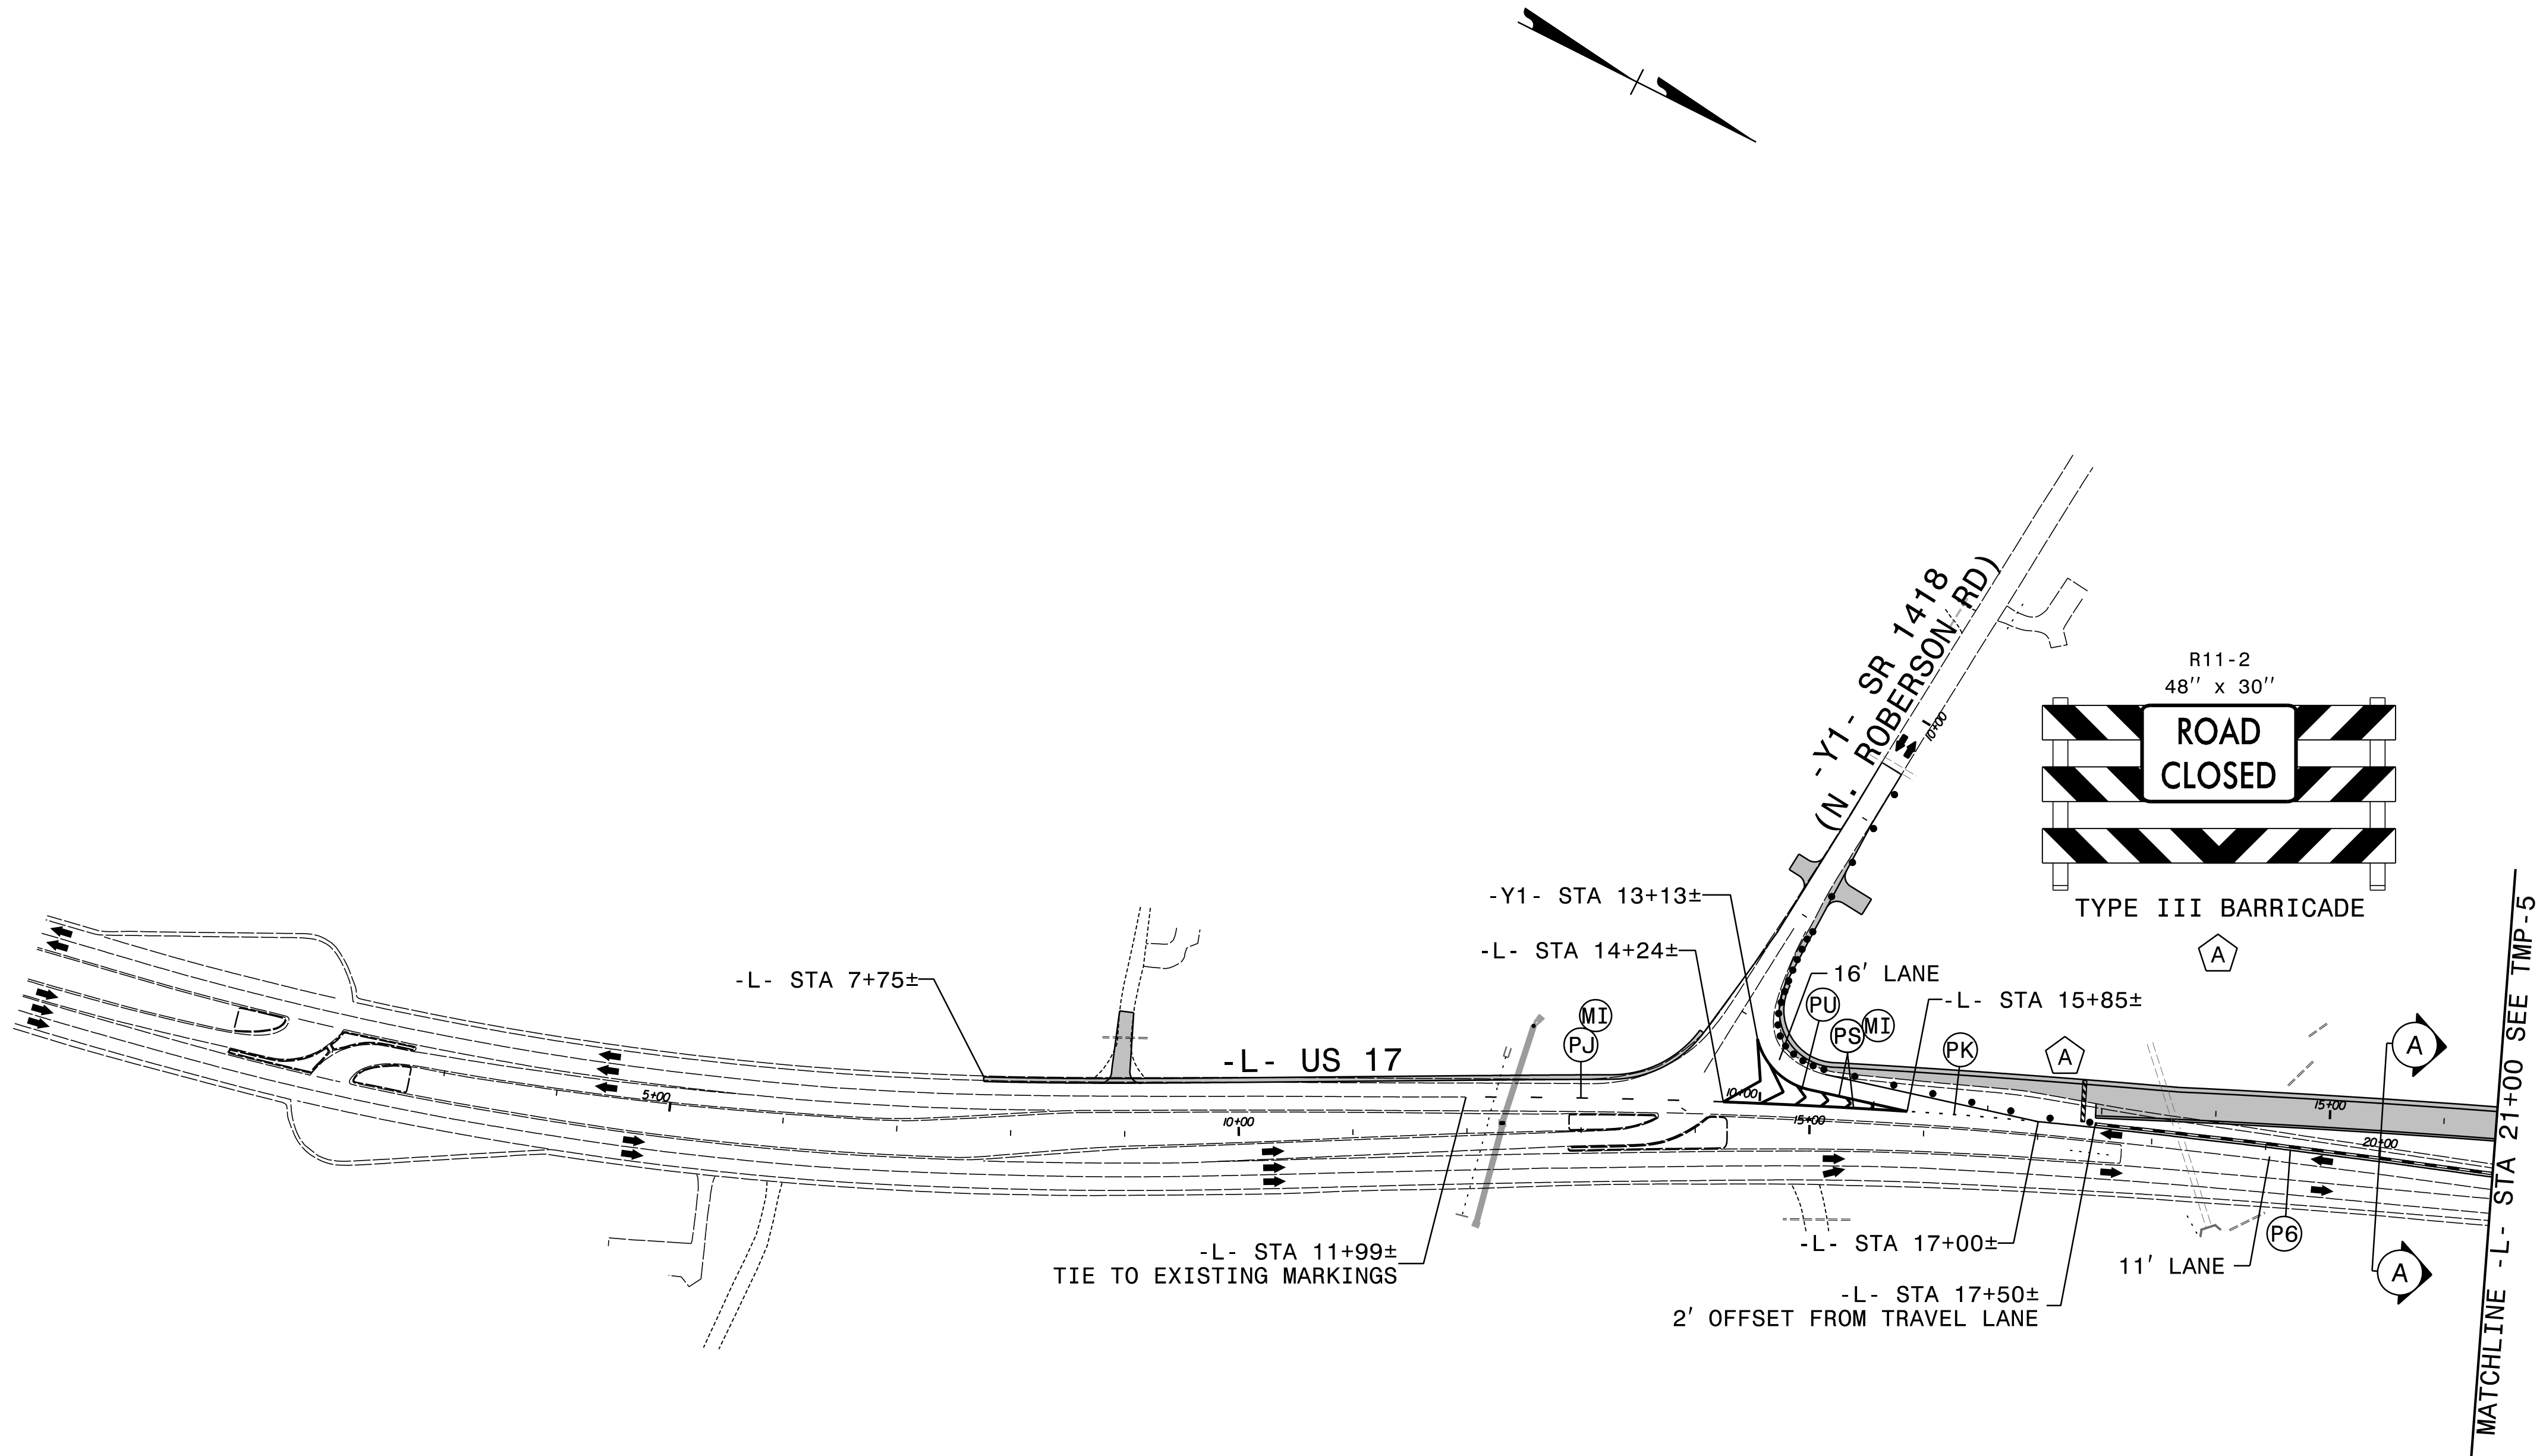 -Y1- SR 1418
(N. ROBERSON RD)
10+00
R11-2
48'' x 30''
ROAD
CLOSED
TYPE III BARRICADE
A
-Y1- STA 13+13±
-L- STA 14+24±
-L- STA 7+75±
16' LANE
-L- STA 15+85±
MI
PJ
PU
PS
MI
PK
A
A
-L- US 17
5+00
10+00
10+00
15+00
15+00
20+00
-L- STA 11+99±
TIE TO EXISTING MARKINGS
-L- STA 17+00±
P6
11' LANE
A
-L- STA 17+50±
2' OFFSET FROM TRAVEL LANE
MATCHLINE -L- STA 21+00 SEE TMP-5